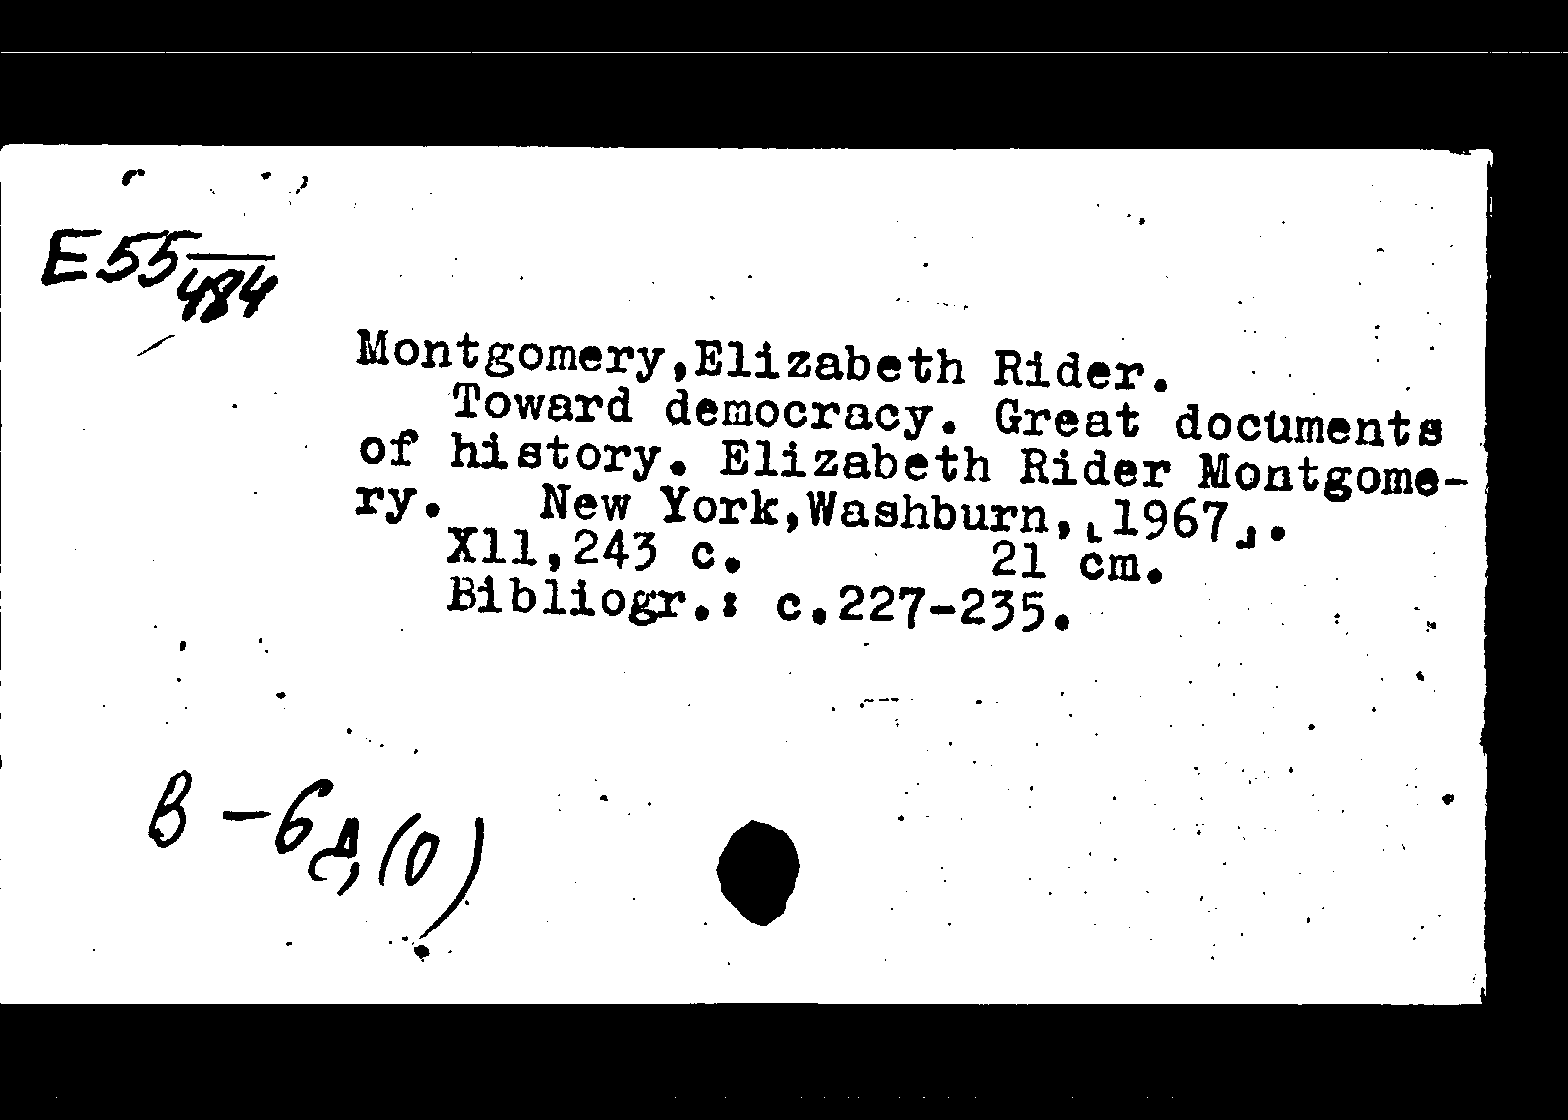 E55
484
Montgomery,Elizabeth Rider.
Toward democracy. Great documents
of history. Elizabeth Rider Montgome-
ry. New York,Washburn,[1967].
X11,243 c. 21 cm.
Bibliogr.: c.227-235.
В-6д,(0)